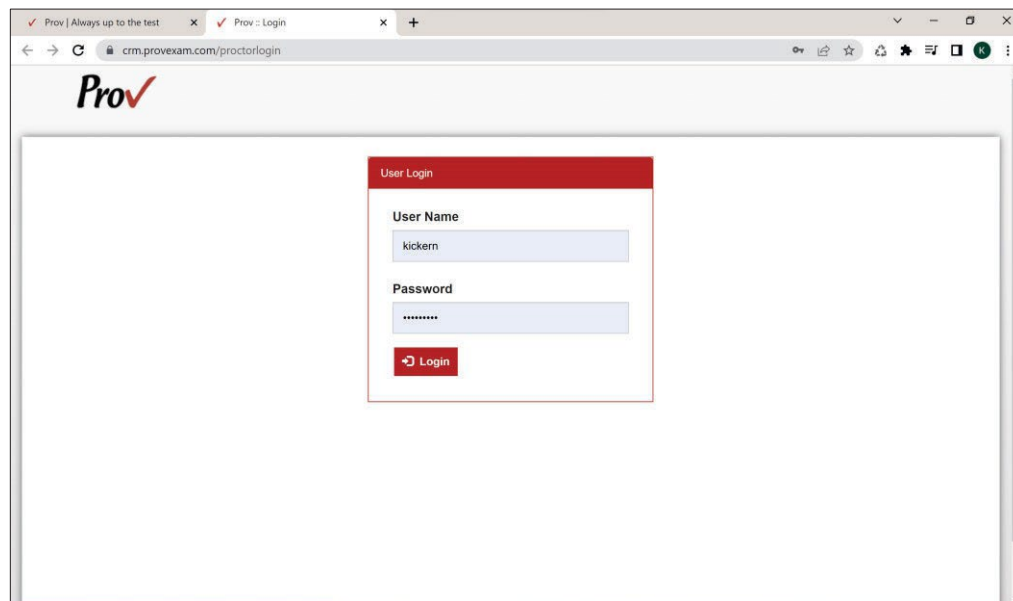 Prov | Always up to the test
Prov :: Login
crm.provexam.com/proctorlogin
K
Prov
User Login
User Name
kickern
Password
•••••••••
Login